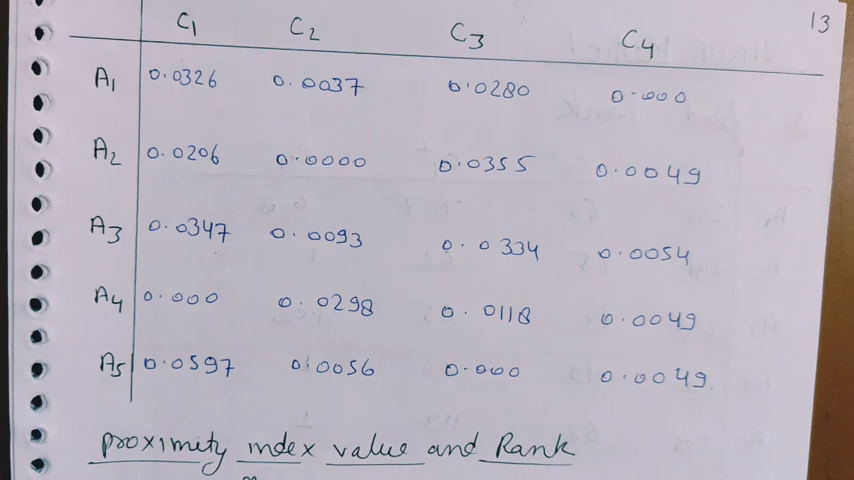 13
C1 C2 C3 C4
A1 0.0326 0.0037 0.0280 0.000
A2 0.0206 0.0000 0.0355 0.0049
A3 0.0347 0.0093 0.0334 0.0054
A4 0.000 0.0298 0.0118 0.0049
A5 0.0597 0.0056 0.000 0.0049
proximity index value and Rank